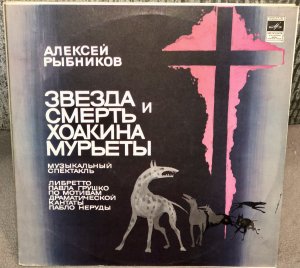 АЛЕКСЕЙ
РЫБНИКОВ
ЗВЕЗДА И
СМЕРТЬ
ХОАКИНА
МУРЬЕТЫ
МУЗЫКАЛЬНЫЙ
СПЕКТАКЛЬ
ЛИБРЕТТО
ПАВЛА ГРУШКО
ПО МОТИВАМ
ДРАМАТИЧЕСКОЙ
КАНТАТЫ
ПАБЛО НЕРУДЫ